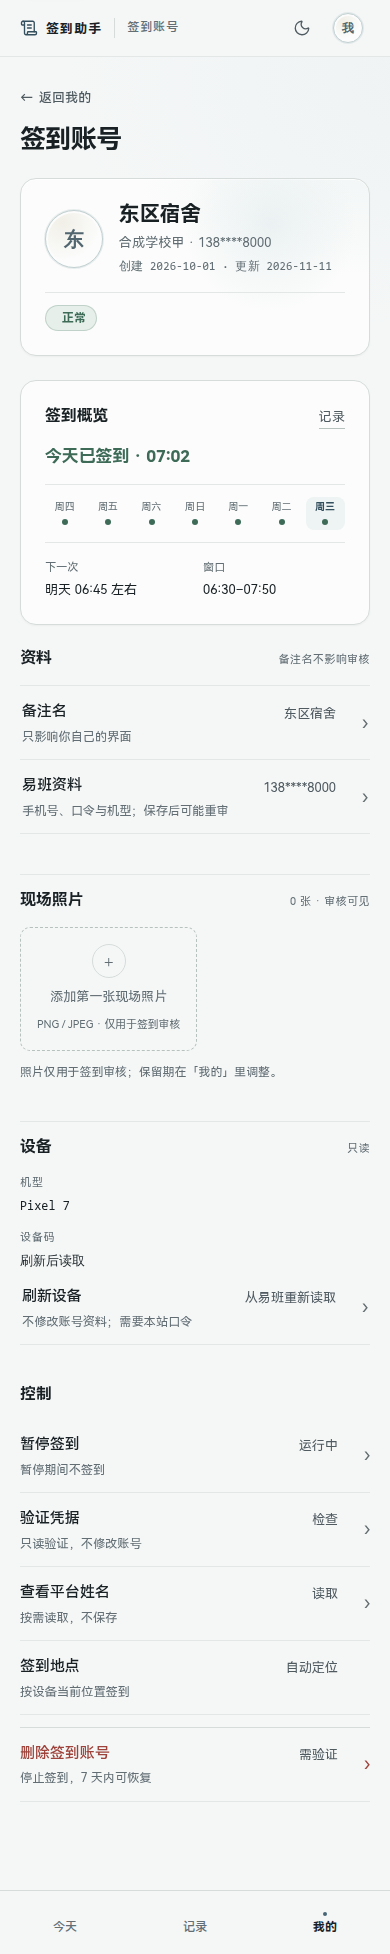 签到助手 签到账号 我
← 返回我的
签到账号
东
东区宿舍
合成学校甲 · 138****8000
创建 2026-10-01 · 更新 2026-11-11
正常
签到概览 记录
今天已签到 · 07:02
周四 周五 周六 周日 周一 周二 周三
下一次 窗口
明天 06:45 左右 06:30–07:50
资料 备注名不影响审核
备注名 东区宿舍
只影响你自己的界面
易班资料 138****8000
手机号、口令与机型；保存后可能重审
现场照片 0 张 · 审核可见
+
添加第一张现场照片
PNG / JPEG · 仅用于签到审核
照片仅用于签到审核；保留期在「我的」里调整。
设备 只读
机型
Pixel 7
设备码
刷新后读取
刷新设备 从易班重新读取
不修改账号资料；需要本站口令
控制
暂停签到 运行中
暂停期间不签到
验证凭据 检查
只读验证，不修改账号
查看平台姓名 读取
按需读取，不保存
签到地点 自动定位
按设备当前位置签到
删除签到账号 需验证
停止签到，7 天内可恢复
今天 记录 我的